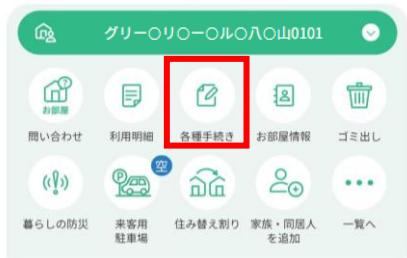 グリー○リ○ー○ル○八○山0101
お部屋
問い合わせ
利用明細
各種手続き
お部屋情報
ゴミ出し
空
暮らしの防災
来客用
駐車場
住み替え割り
家族・同居人
を追加
一覧へ